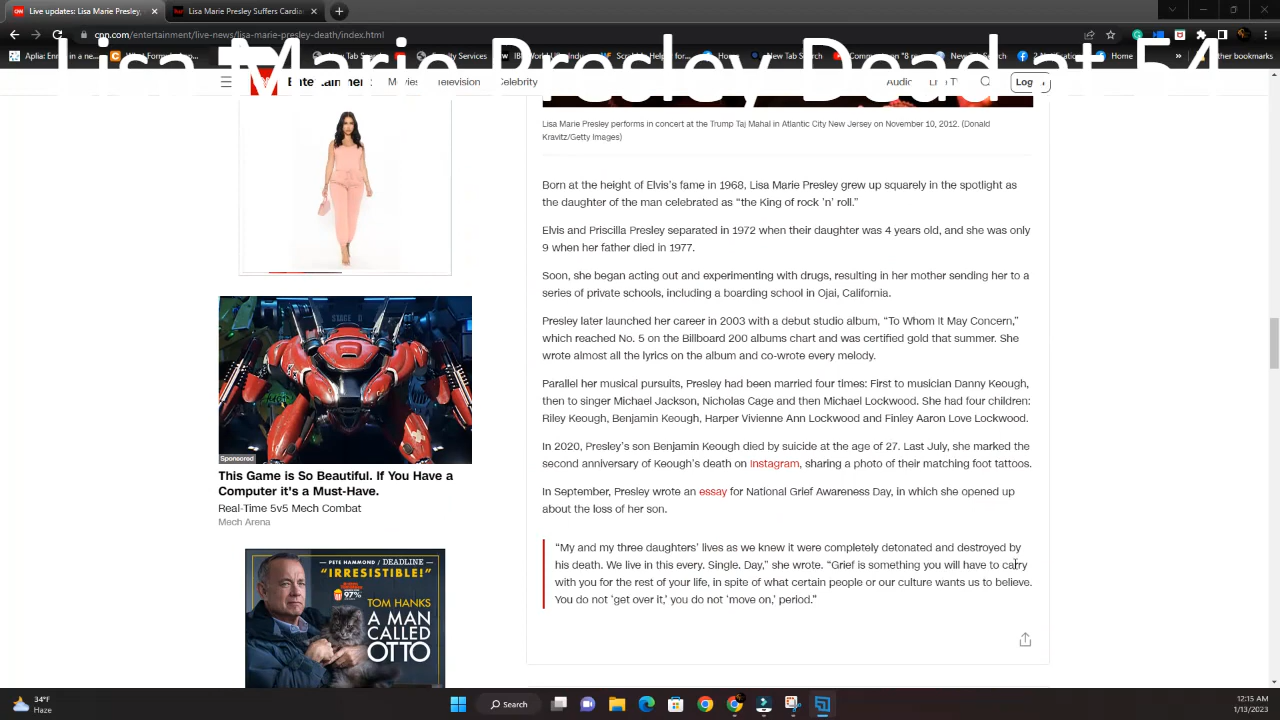 Live updates: Lisa Marie Presley
Lisa Marie Presley Suffers Cardia
cnn.com/entertainment/live-news/lisa-marie-presley-death/index.html
Lisa Marie Presley Dead at 54
Movies Television Celebrity
Audio Live TV Log In
Lisa Marie Presley performs in concert at the Trump Taj Mahal in Atlantic City New Jersey on November 10, 2012. (Donald
Kravitz/Getty Images)
Born at the height of Elvis's fame in 1968, Lisa Marie Presley grew up squarely in the spotlight as
the daughter of the man celebrated as “the King of rock 'n' roll.”
Elvis and Priscilla Presley separated in 1972 when their daughter was 4 years old, and she was only
9 when her father died in 1977.
Soon, she began acting out and experimenting with drugs, resulting in her mother sending her to a
series of private schools, including a boarding school in Ojai, California.
Presley later launched her career in 2003 with a debut studio album, “To Whom It May Concern,”
which reached No. 5 on the Billboard 200 albums chart and was certified gold that summer. She
wrote almost all the lyrics on the album and co-wrote every melody.
Parallel her musical pursuits, Presley had been married four times: First to musician Danny Keough,
then to singer Michael Jackson, Nicholas Cage and then Michael Lockwood. She had four children:
Riley Keough, Benjamin Keough, Harper Vivienne Ann Lockwood and Finley Aaron Love Lockwood.
In 2020, Presley's son Benjamin Keough died by suicide at the age of 27. Last July, she marked the
second anniversary of Keough's death on Instagram, sharing a photo of their matching foot tattoos.
In September, Presley wrote an essay for National Grief Awareness Day, in which she opened up
about the loss of her son.
“My and my three daughters' lives as we knew it were completely detonated and destroyed by
his death. We live in this every. Single. Day,” she wrote. “Grief is something you will have to carry
with you for the rest of your life, in spite of what certain people or our culture wants us to believe.
You do not 'get over it,' you do not 'move on,' period.”
Sponsored
This Game is So Beautiful. If You Have a
Computer it's a Must-Have.
Real-Time 5v5 Mech Combat
Mech Arena
PETE HAMMOND / DEADLINE
“IRRESISTIBLE!”
97%
TOM HANKS
A MAN
CALLED
OTTO
34°F
Haze
Search
12:15 AM
1/13/2023